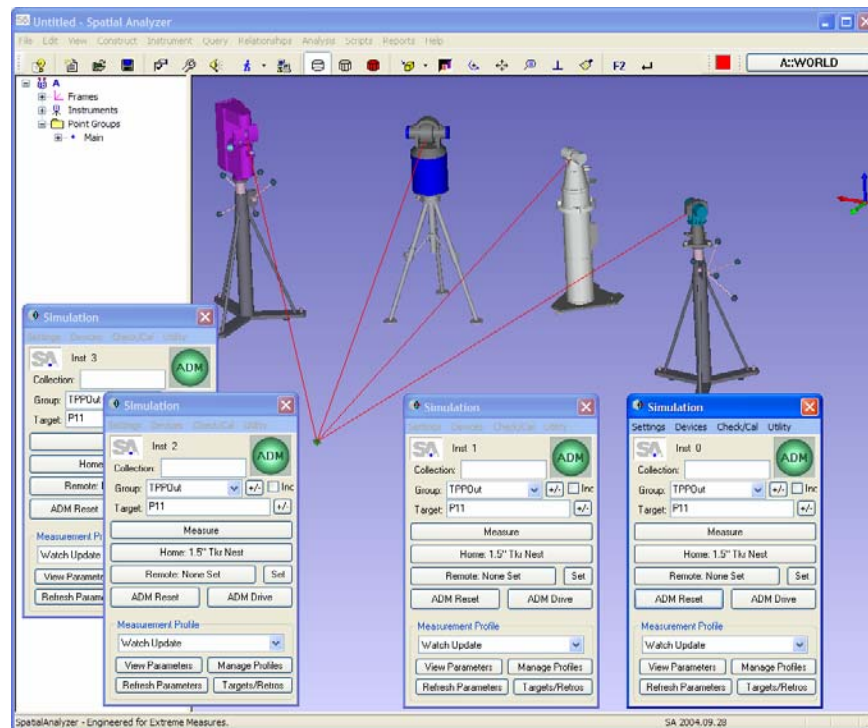 Untitled - Spatial Analyzer
File Edit View Construct Instrument Query Relationships Analysis Scripts Reports Help
F2 A::WORLD
A
Frames
Instruments
Point Groups
Main
Simulation
Settings Devices Check/Cal Utility
SA Inst 3 ADM
Collection:
Group: TPPOut
Target: P11
Home
Remote:
ADM Reset
Measurement
Watch Update
View Parameters
Refresh
Simulation
Settings Devices Check/Cal Utility
SA Inst 2 ADM
Collection:
Group: TPPOut +/- Inc
Target: P11 +/-
Measure
Home: 1.5" Tkr Nest
Remote: None Set Set
ADM Reset ADM Drive
Measurement Profile
Watch Update
View Parameters Manage Profiles
Refresh Parameters Targets/Retros
Simulation
Settings Devices Check/Cal Utility
SA Inst 1 ADM
Collection:
Group: TPPOut +/- Inc
Target: P11 +/-
Measure
Home: 1.5" Tkr Nest
Remote: None Set Set
ADM Reset ADM Drive
Measurement Profile
Watch Update
View Parameters Manage Profiles
Refresh Parameters Targets/Retros
Simulation
Settings Devices Check/Cal Utility
SA Inst 0 ADM
Collection:
Group: TPPOut +/- Inc
Target: P11 +/-
Measure
Home: 1.5" Tkr Nest
Remote: None Set Set
ADM Reset ADM Drive
Measurement Profile
Watch Update
View Parameters Manage Profiles
Refresh Parameters Targets/Retros
SpatialAnalyzer - Engineered for Extreme Measures. SA 2004.09.28